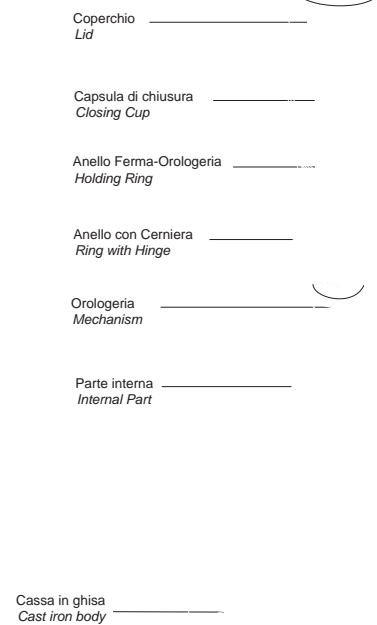 Coperchio
Lid
Capsula di chiusura
Closing Cup
Anello Ferma-Orologeria
Holding Ring
Anello con Cerniera
Ring with Hinge
Orologeria
Mechanism
Parte interna
Internal Part
Cassa in ghisa
Cast iron body